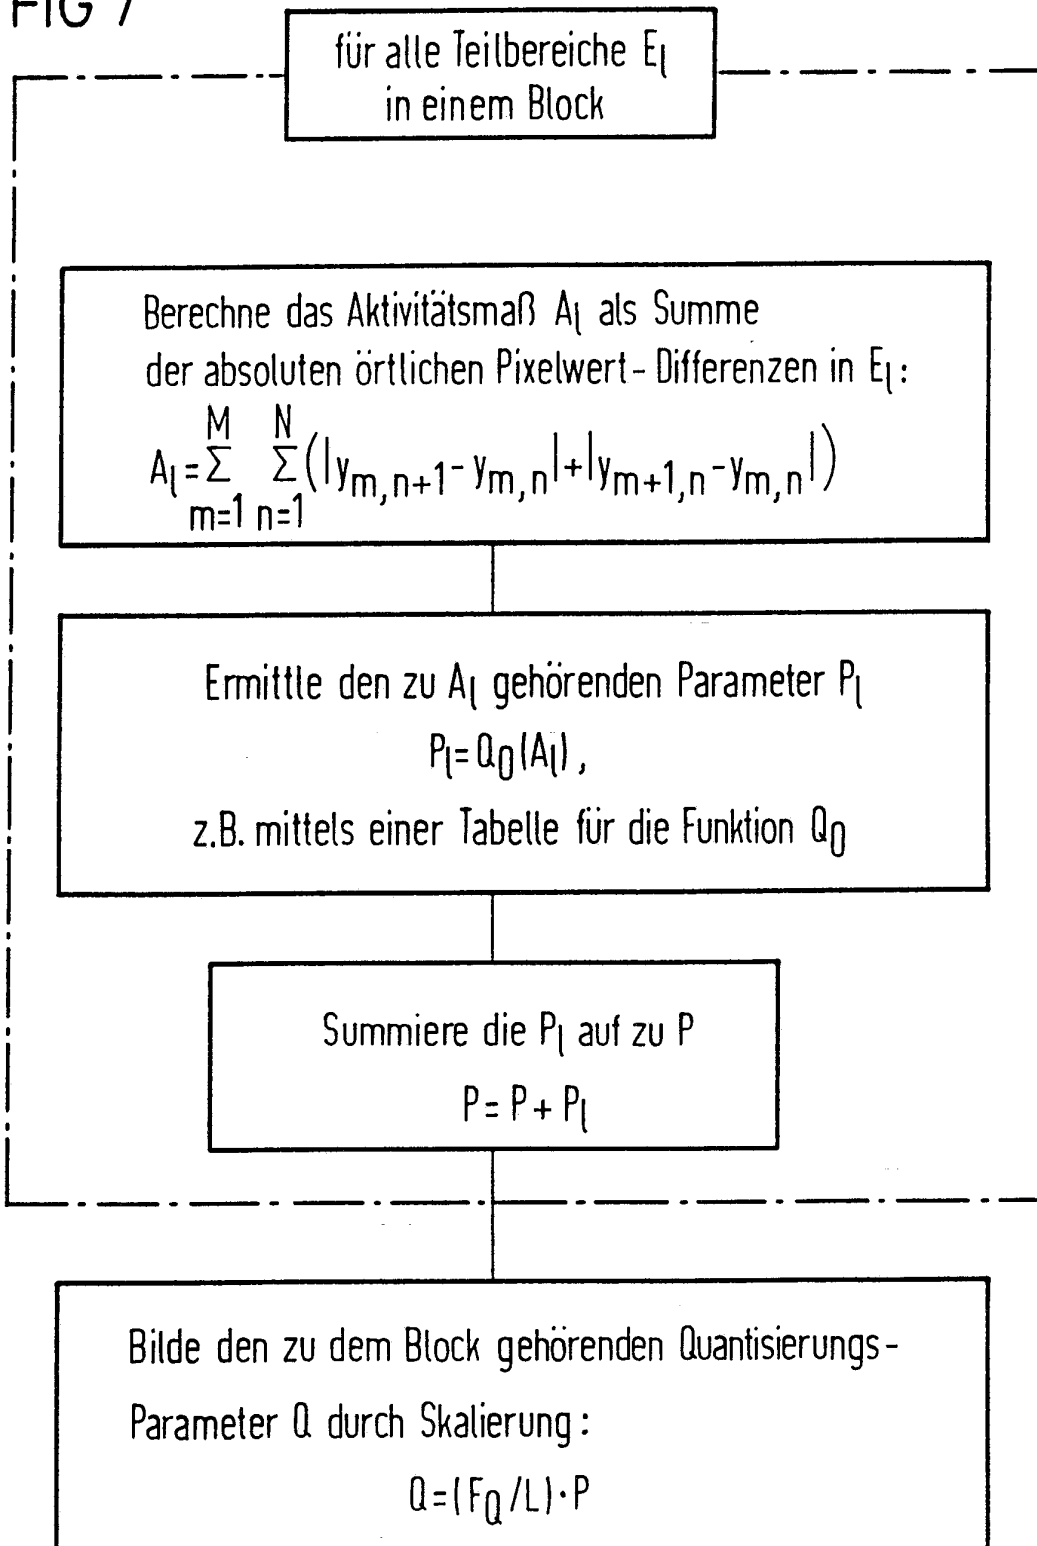 FIG 7
für alle Teilbereiche E_l
in einem Block
Berechne das Aktivitätsmaß A_l als Summe
der absoluten örtlichen Pixelwert-Differenzen in E_l:
A_l = Σ_{m=1}^{M} Σ_{n=1}^{N} (|y_{m,n+1} - y_{m,n}| + |y_{m+1,n} - y_{m,n}|)
Ermittle den zu A_l gehörenden Parameter P_l
P_l = Q_0(A_l),
z.B. mittels einer Tabelle für die Funktion Q_0
Summiere die P_l auf zu P
P = P + P_l
Bilde den zu dem Block gehörenden Quantisierungs-
Parameter Q durch Skalierung:
Q = (F_Q/L)·P